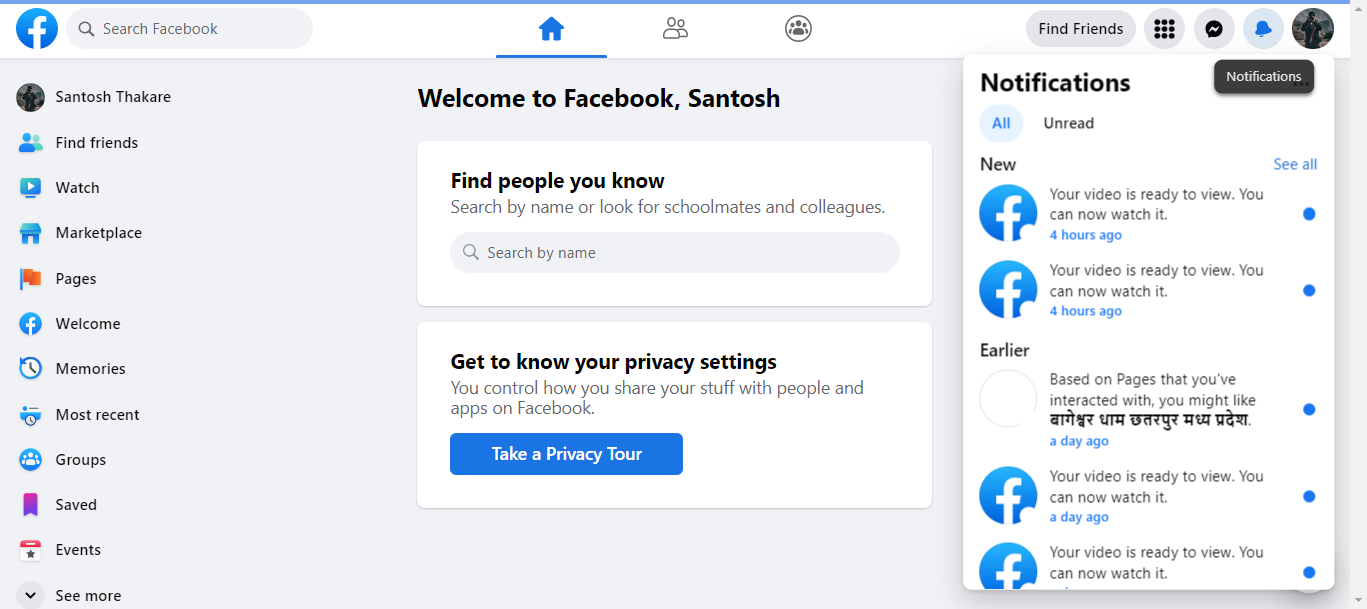 Search Facebook
Find Friends
Santosh Thakare
Find friends
Watch
Marketplace
Pages
Welcome
Memories
Most recent
Groups
Saved
Events
See more
Welcome to Facebook, Santosh
Find people you know
Search by name or look for schoolmates and colleagues.
Search by name
Get to know your privacy settings
You control how you share your stuff with people and
apps on Facebook.
Take a Privacy Tour
Notifications
Notifications
All
Unread
New
See all
Your video is ready to view. You
can now watch it.
4 hours ago
Your video is ready to view. You
can now watch it.
4 hours ago
Earlier
Based on Pages that you've
interacted with, you might like
बागेश्वर धाम छतरपुर मध्य प्रदेश.
a day ago
Your video is ready to view. You
can now watch it.
a day ago
Your video is ready to view. You
can now watch it.